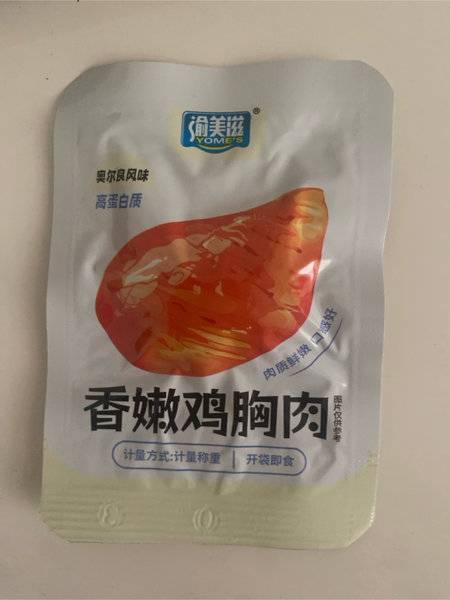 渝美滋®
YOME'S
奥尔良风味
高蛋白质
肉质鲜嫩 口感好
香嫩鸡胸肉
图片仅供参考
计量方式:计量称重 | 开袋即食